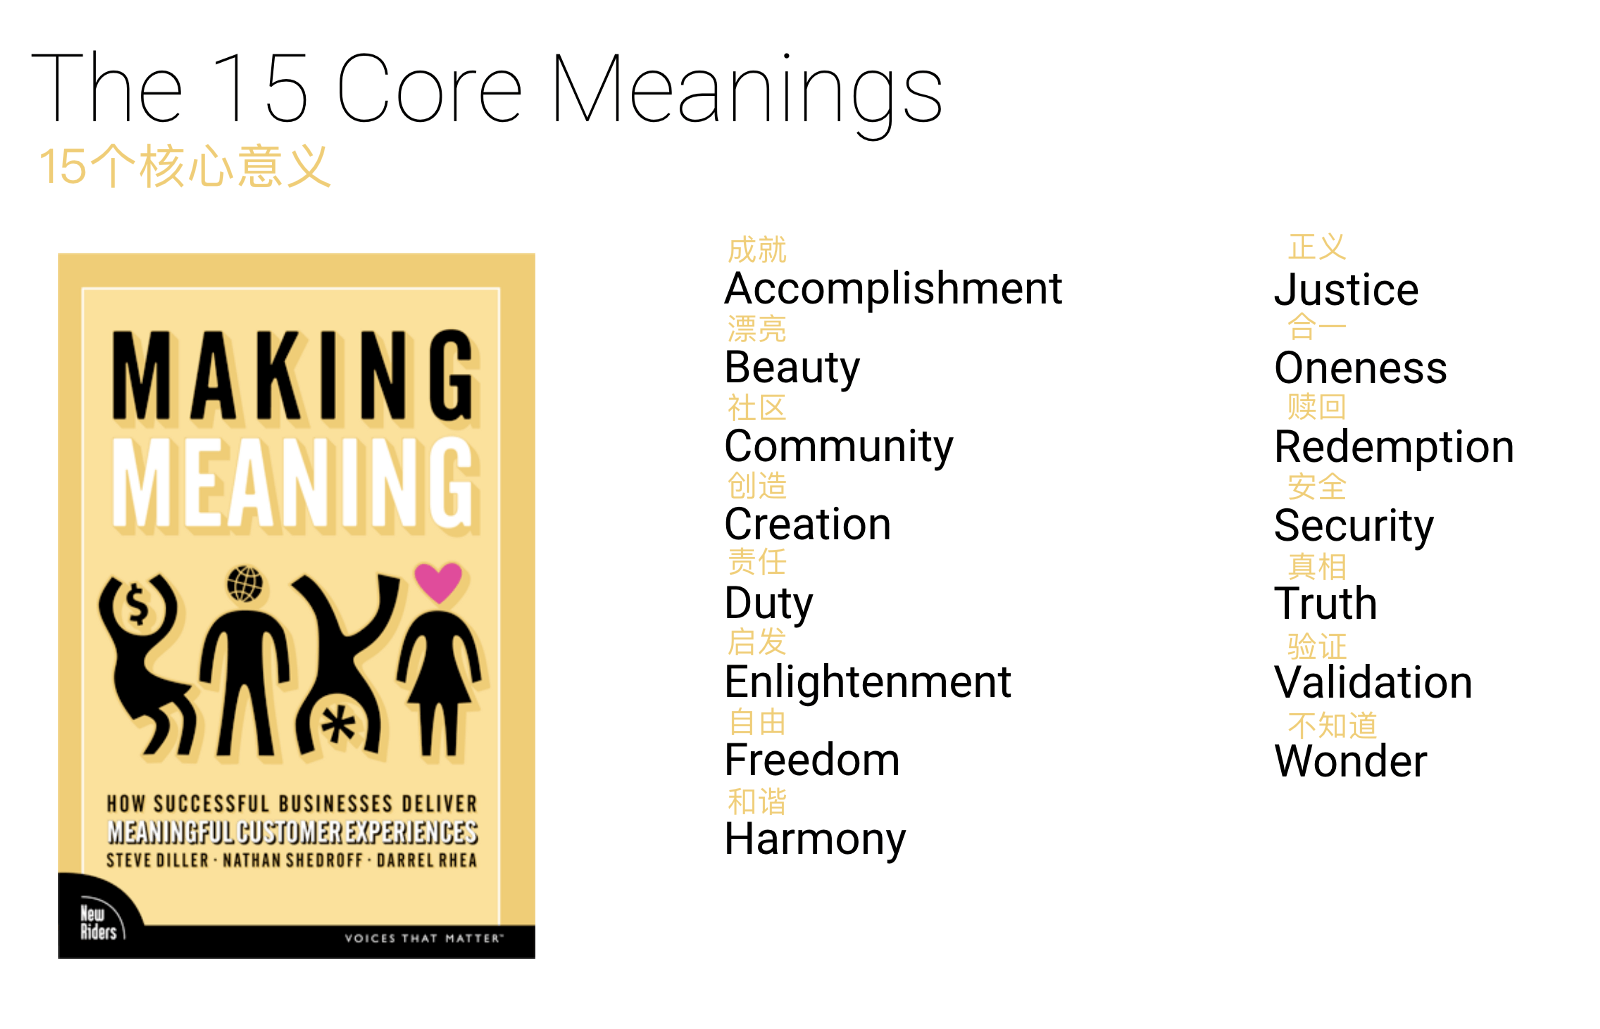 The 15 Core Meanings
15个核心意义
MAKING
MEANING
$
*
HOW SUCCESSFUL BUSINESSES DELIVER
MEANINGFUL CUSTOMER EXPERIENCES
STEVE DILLER · NATHAN SHEDROFF · DARREL RHEA
New
Riders
VOICES THAT MATTER™
成就
Accomplishment
漂亮
Beauty
社区
Community
创造
Creation
责任
Duty
启发
Enlightenment
自由
Freedom
和谐
Harmony
正义
Justice
合一
Oneness
赎回
Redemption
安全
Security
真相
Truth
验证
Validation
不知道
Wonder